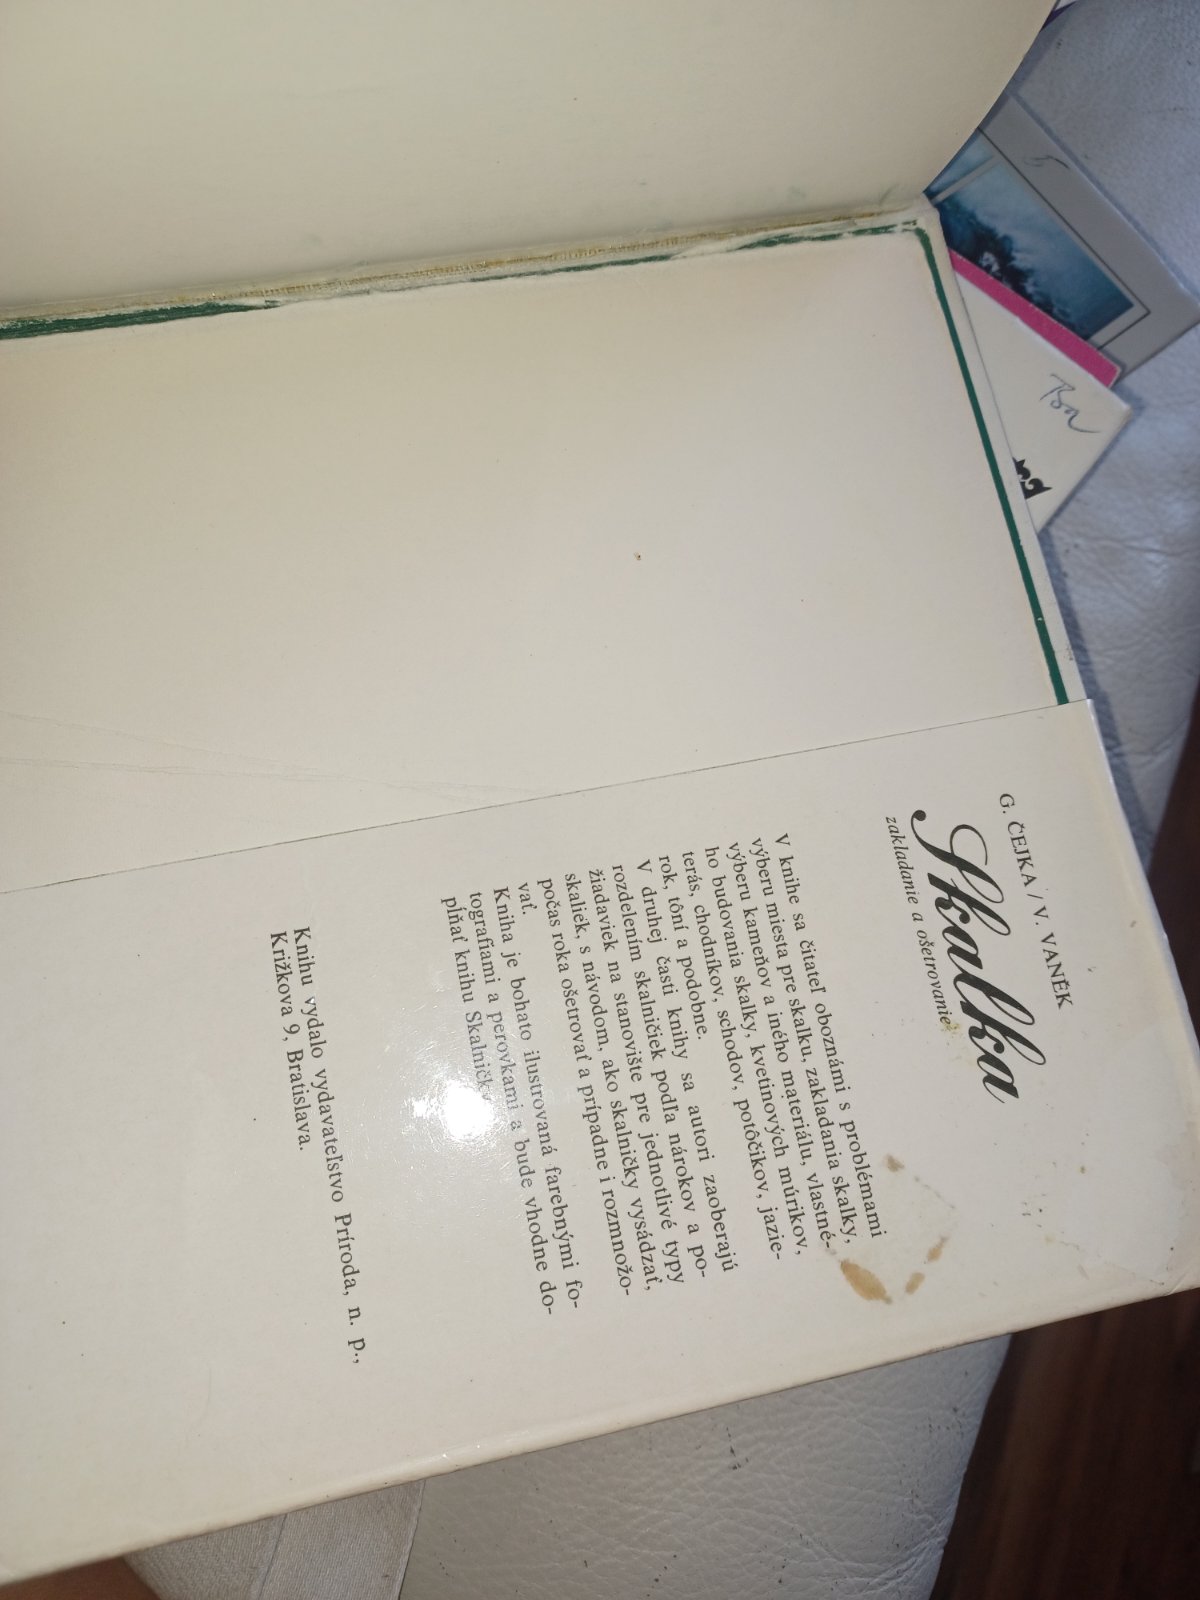 G. ČEJKA / V. VANĚK
Skalka
zakladanie a ošetrovanie
V knihe sa čitateľ oboznámi s problémami
výberu miesta pre skalku, zakladania skalky,
výberu kameňov a iného materiálu, vlastné-
ho budovania skalky, kvetinových múrikov,
terás, chodníkov, schodov, potôčikov, jazie-
rok, tôní a podobne.
V druhej časti knihy sa autori zaoberajú
rozdelením skalničiek podľa nárokov a po-
žiadaviek na stanovište pre jednotlivé typy
skaliek, s návodom, ako skalničky vysádzať,
počas roka ošetrovať a prípadne i rozmnožo-
vať.
Kniha je bohato ilustrovaná farebnými fo-
tografiami a perovkami a bude vhodne do-
pĺňať knihu Skalničky
Knihu vydalo vydavateľstvo Príroda, n. p.,
Križkova 9, Bratislava.